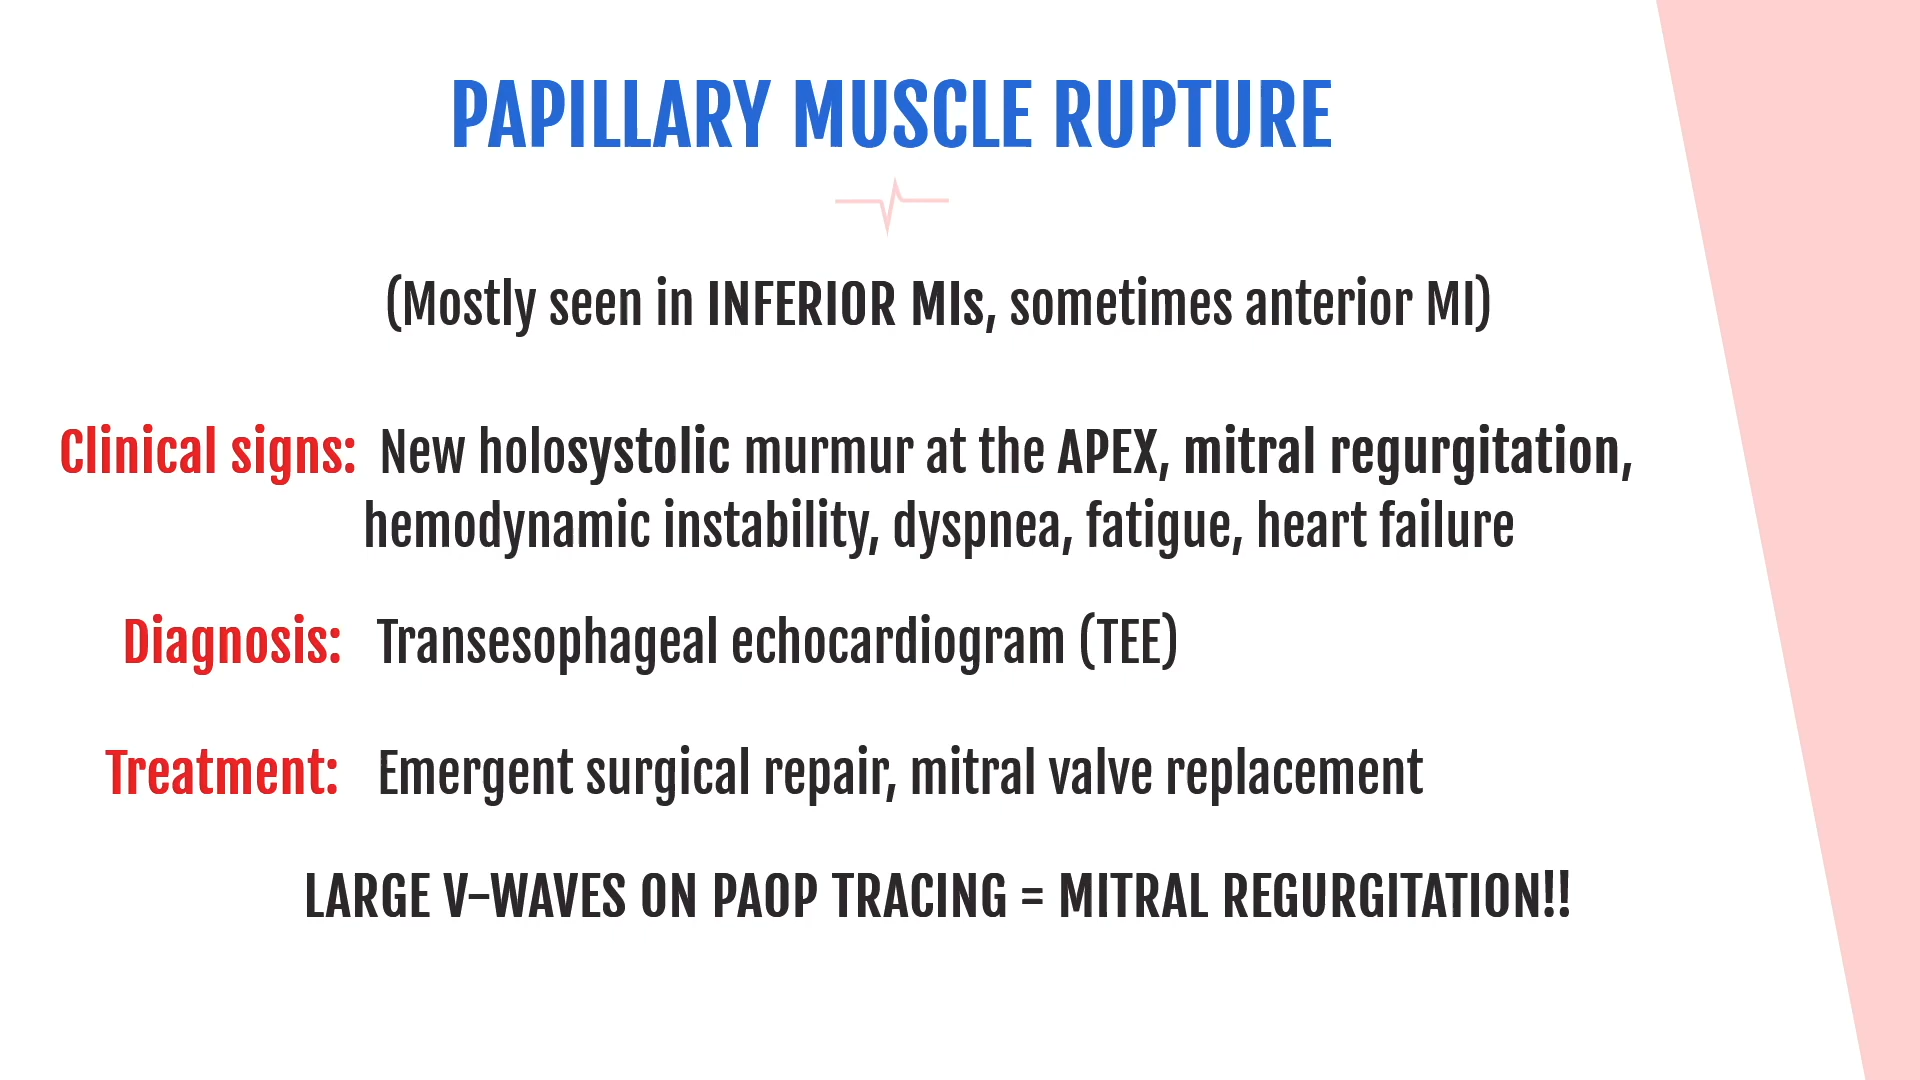 PAPILLARY MUSCLE RUPTURE
(Mostly seen in INFERIOR MIs, sometimes anterior MI)
Clinical signs: New holosystolic murmur at the APEX, mitral regurgitation,
hemodynamic instability, dyspnea, fatigue, heart failure
Diagnosis: Transesophageal echocardiogram (TEE)
Treatment: Emergent surgical repair, mitral valve replacement
LARGE V-WAVES ON PAOP TRACING = MITRAL REGURGITATION!!